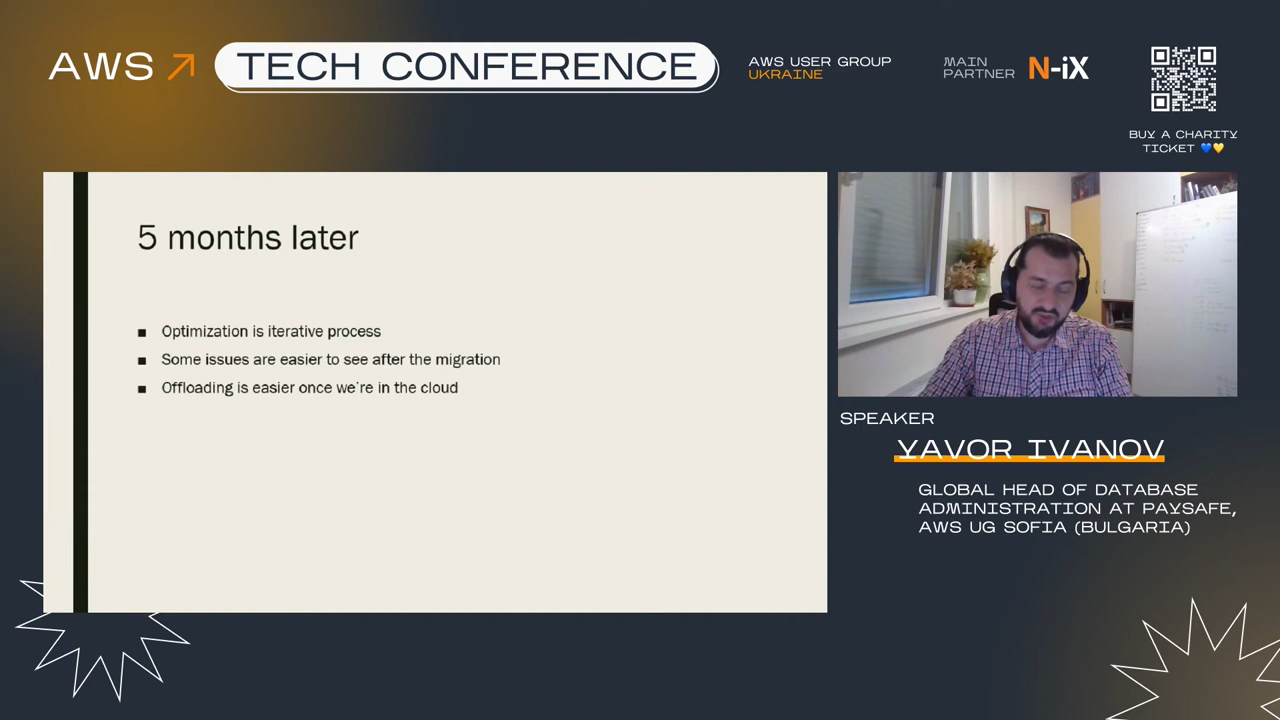 AWS
TECH CONFERENCE
AWS USER GROUP
UKRAINE
MAIN
PARTNER
N-iX
BUY A CHARITY
TICKET 💙💛
5 months later
Optimization is iterative process
Some issues are easier to see after the migration
Offloading is easier once we're in the cloud
SPEAKER
YAVOR IVANOV
GLOBAL HEAD OF DATABASE
ADMINISTRATION AT PAYSAFE,
AWS UG SOFIA (BULGARIA)